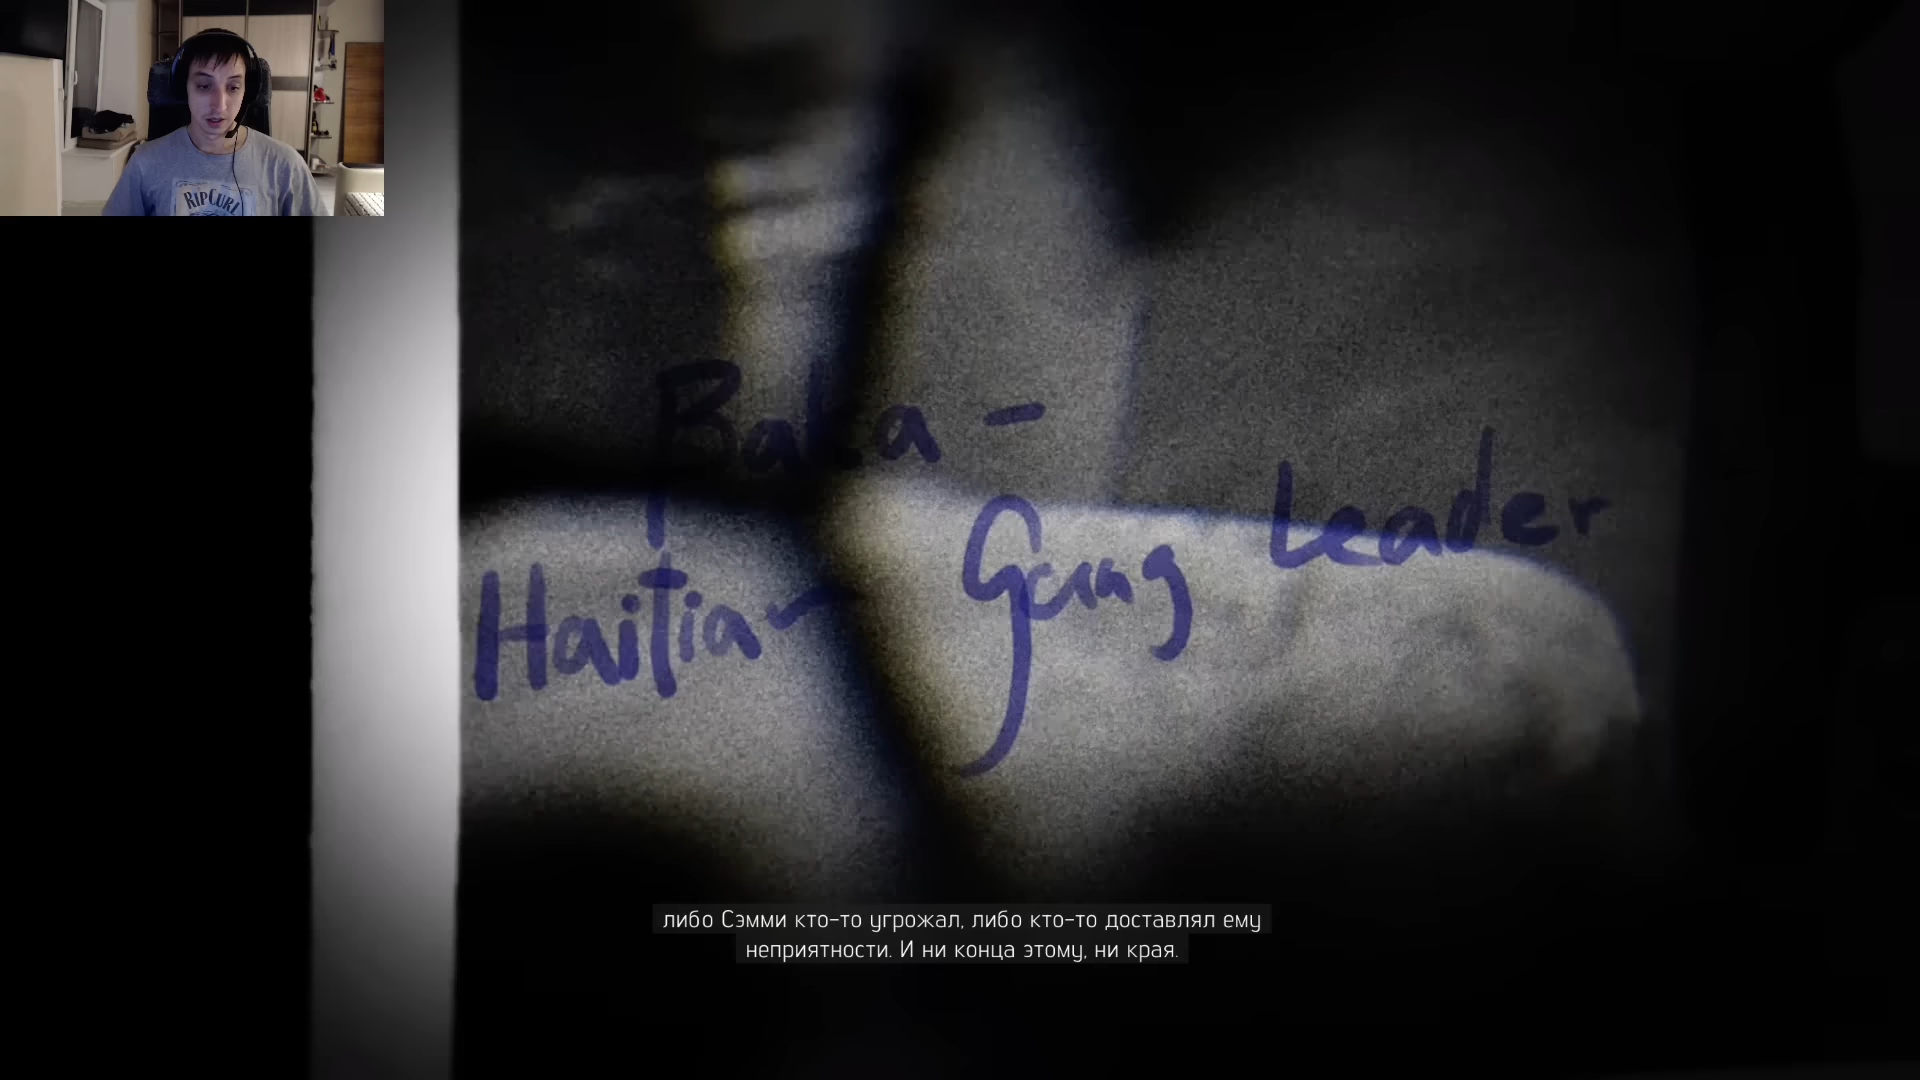 RIPCURL
Baka -
Haitian Gang Leader
либо Сэмми кто-то угрожал, либо кто-то доставлял ему
неприятности. И ни конца этому, ни края.